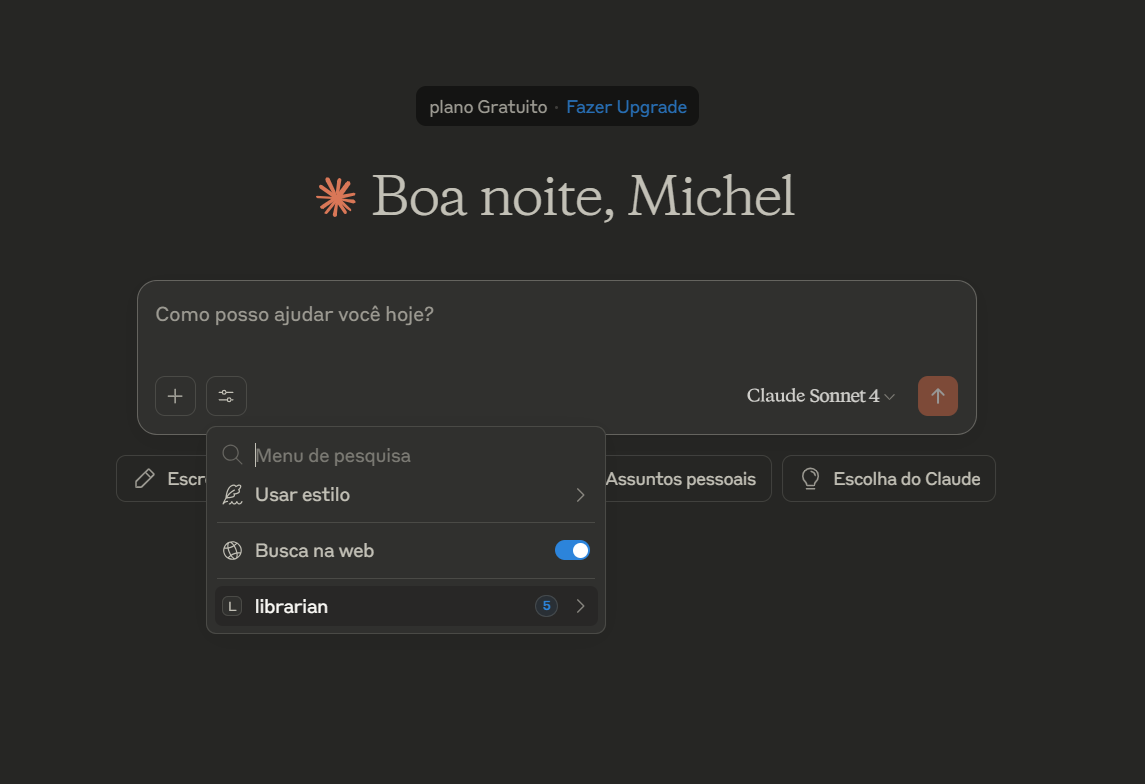 plano Gratuito · Fazer Upgrade
Boa noite, Michel
Como posso ajudar você hoje?
Claude Sonnet 4
Menu de pesquisa
Escr
Assuntos pessoais
Escolha do Claude
Usar estilo
Busca na web
L librarian 5